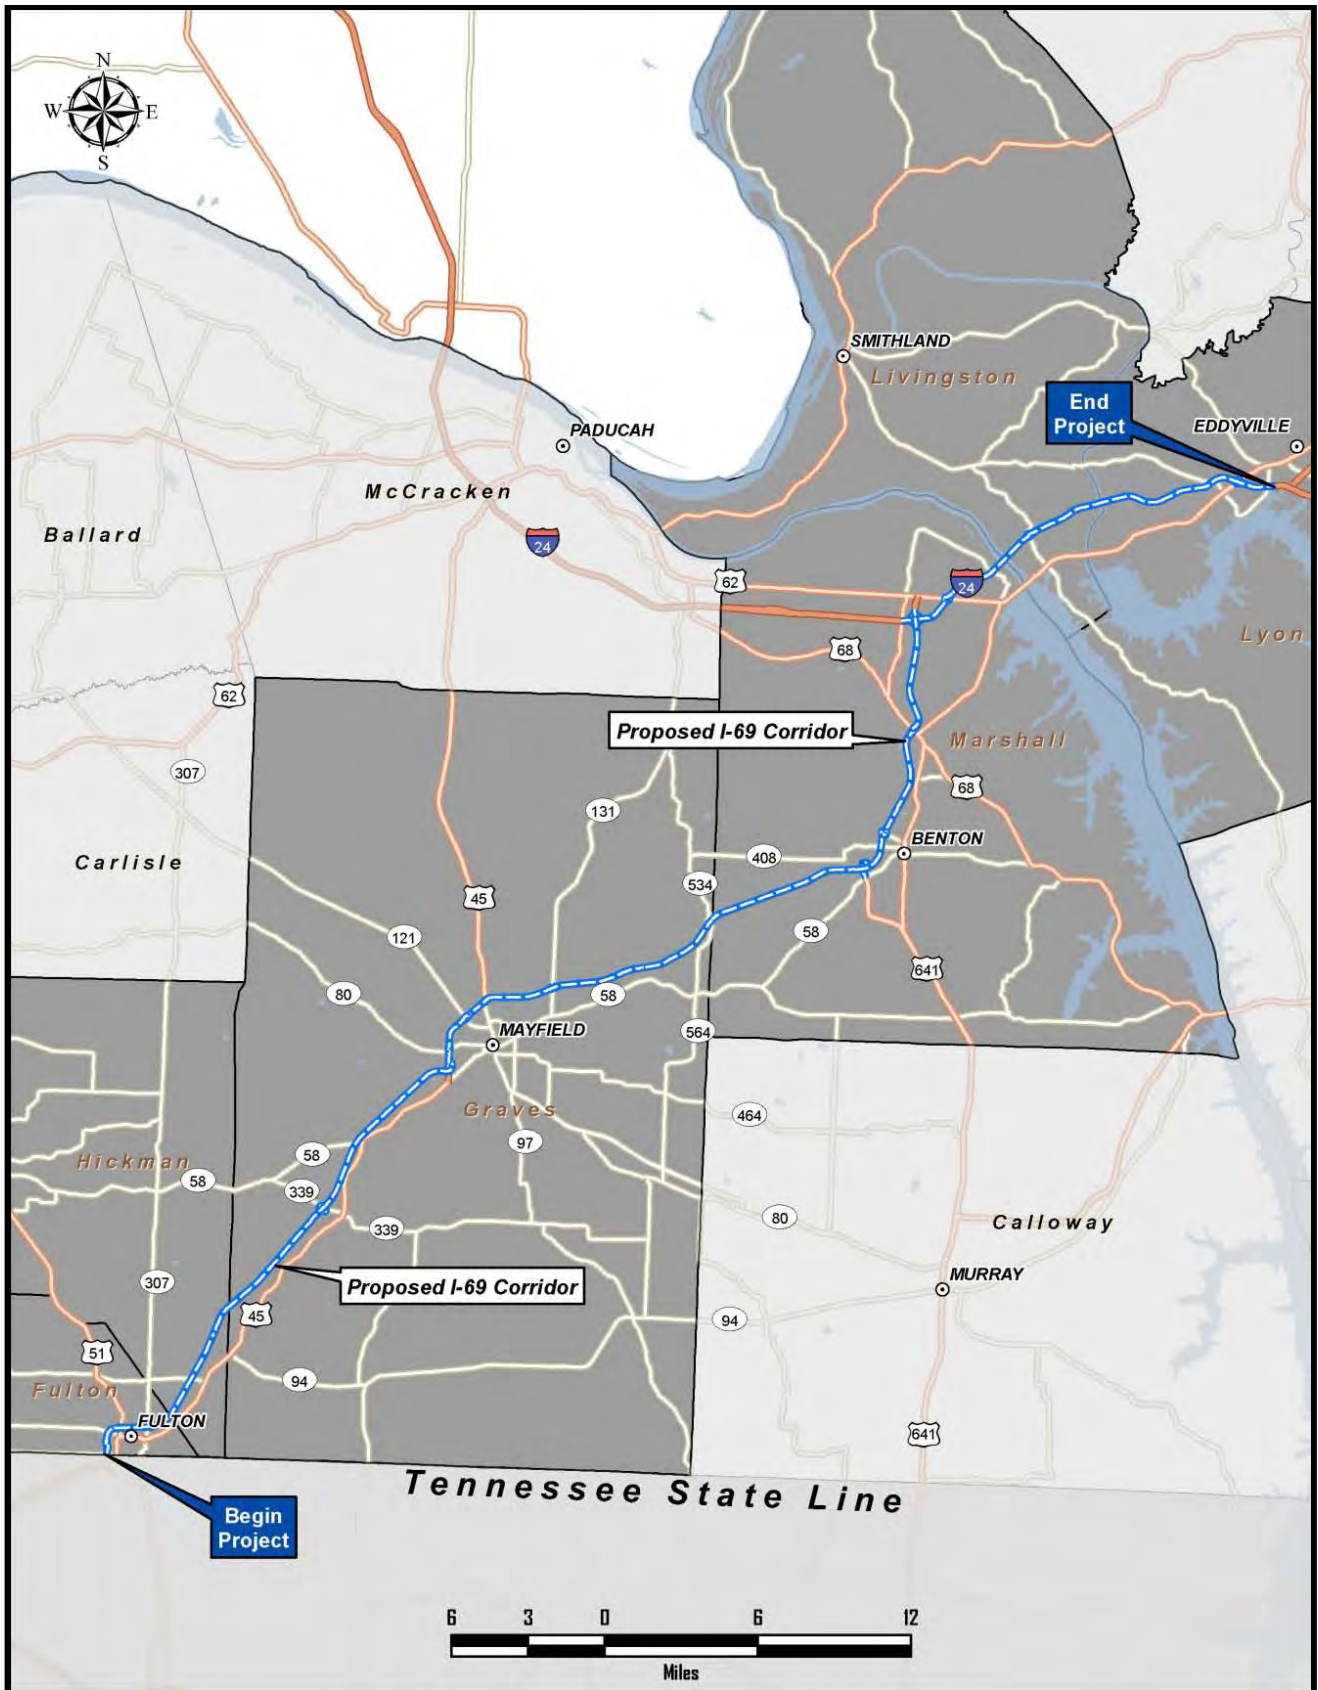 N
W E
S
SMITHLAND
Livingston
End
Project
EDDYVILLE
PADUCAH
McCracken
Ballard
24
62
24
Lyon
68
62
Proposed I-69 Corridor
Marshall
307
68
131
BENTON
408
Carlisle
534
45
58
121
641
80
58
MAYFIELD
564
Graves
464
97
58
Hickman
58
339
80
339
Calloway
MURRAY
307
Proposed I-69 Corridor
45
94
51
94
Fulton
FULTON
641
Tennessee State Line
Begin
Project
6 3 0 6 12
Miles